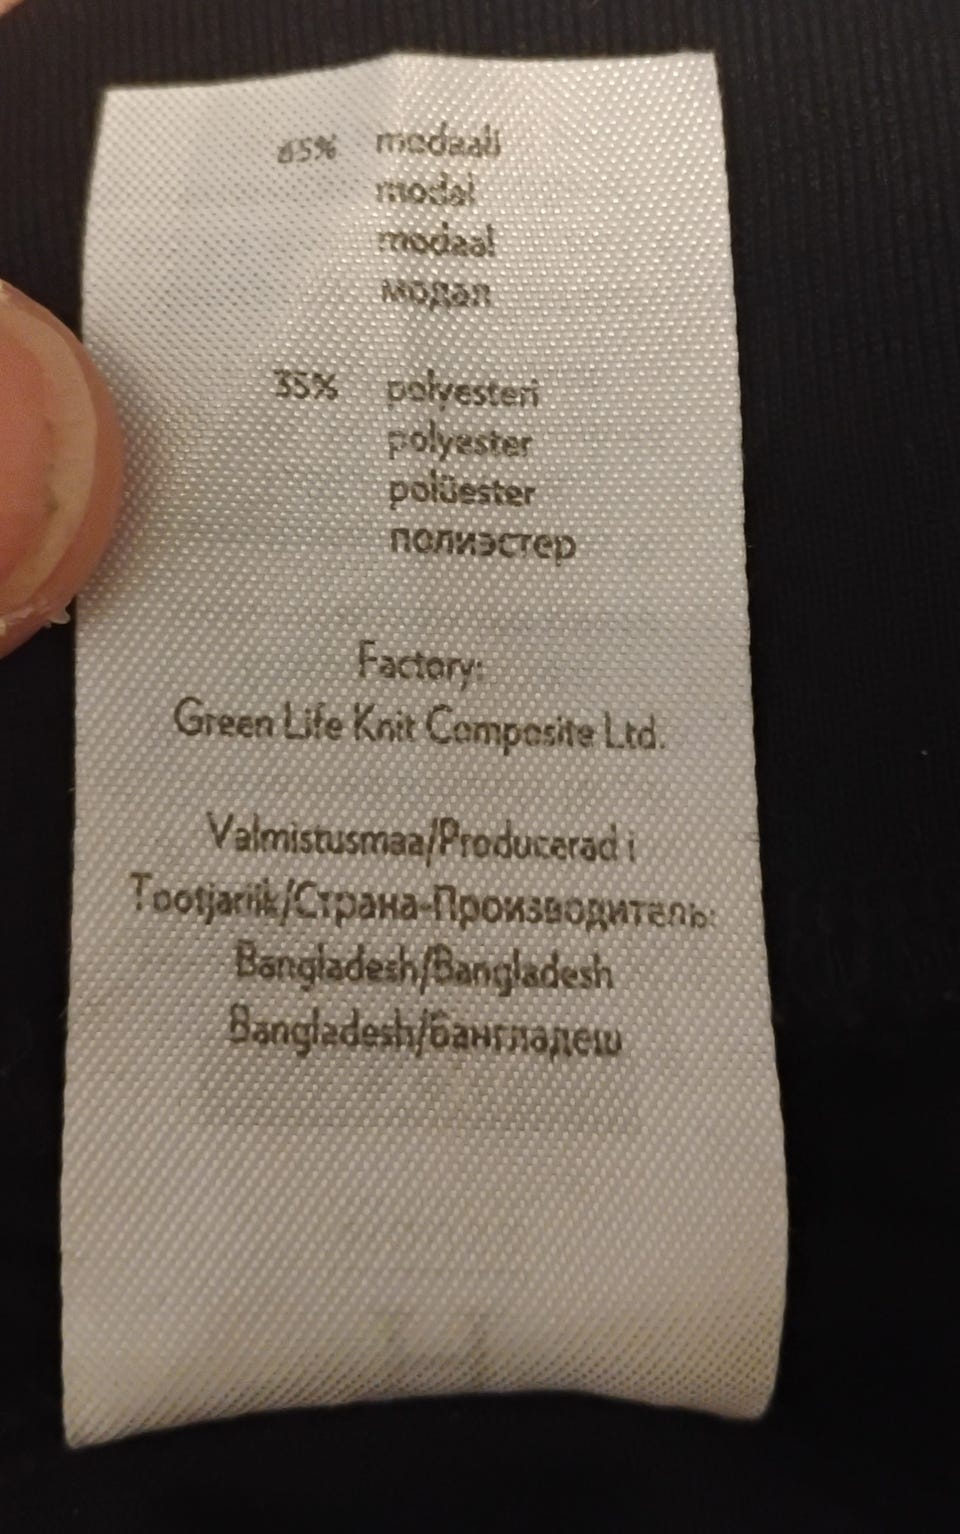 65% modaali
modal
modaal
модал
35% polyesteri
polyester
polüester
полиэстер
Factory:
Green Life Knit Composite Ltd.
Valmistusmaa/Producerad i
Tootjariik/Страна-Производитель:
Bangladesh/Bangladesh
Bangladesh/бангладеш